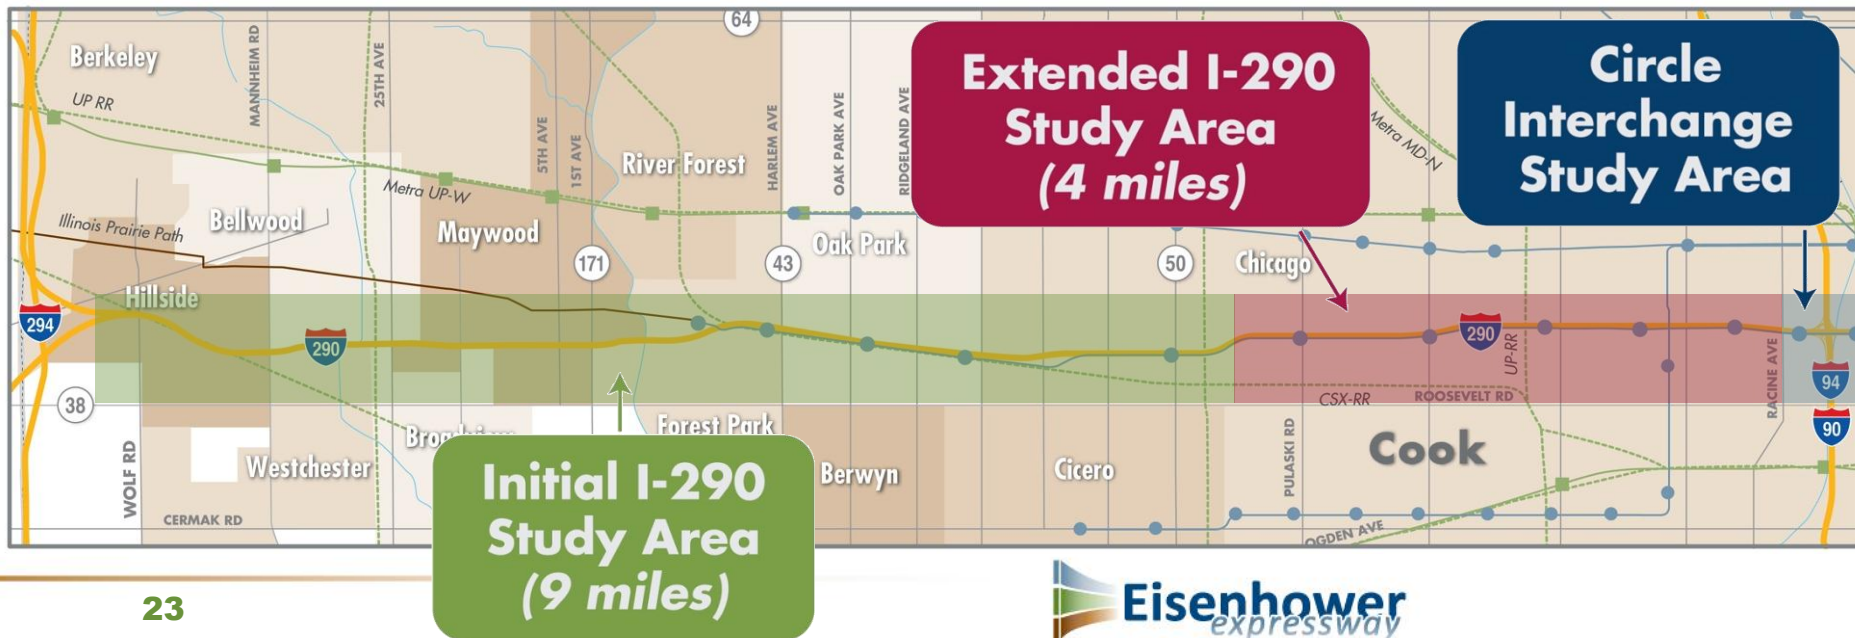 64
Berkeley
MANNHEIM RD
25TH AVE
UP RR
5TH AVE
1ST AVE
River Forest
HARLEM AVE
OAK PARK AVE
RIDGELAND AVE
Extended I-290
Study Area
(4 miles)
Metra MD-N
Circle
Interchange
Study Area
Metra UP-W
Illinois Prairie Path
Bellwood
Maywood
171
43
Oak Park
50
Chicago
Hillside
294
290
290
UP-RR
94
RACINE AVE
38
CSX-RR
ROOSEVELT RD
90
WOLF RD
Westchester
Broadview
Forest Park
Berwyn
Cicero
PULASKI RD
Cook
CERMAK RD
OGDEN AVE
Initial I-290
Study Area
(9 miles)
23
Eisenhower
expressway